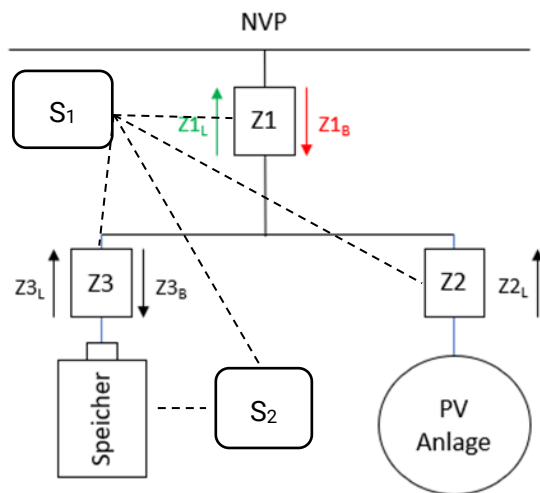 NVP
S₁
Z1L
Z1
Z1B
Z3L
Z3
Z3B
Z2
Z2L
Speicher
S₂
PV
Anlage